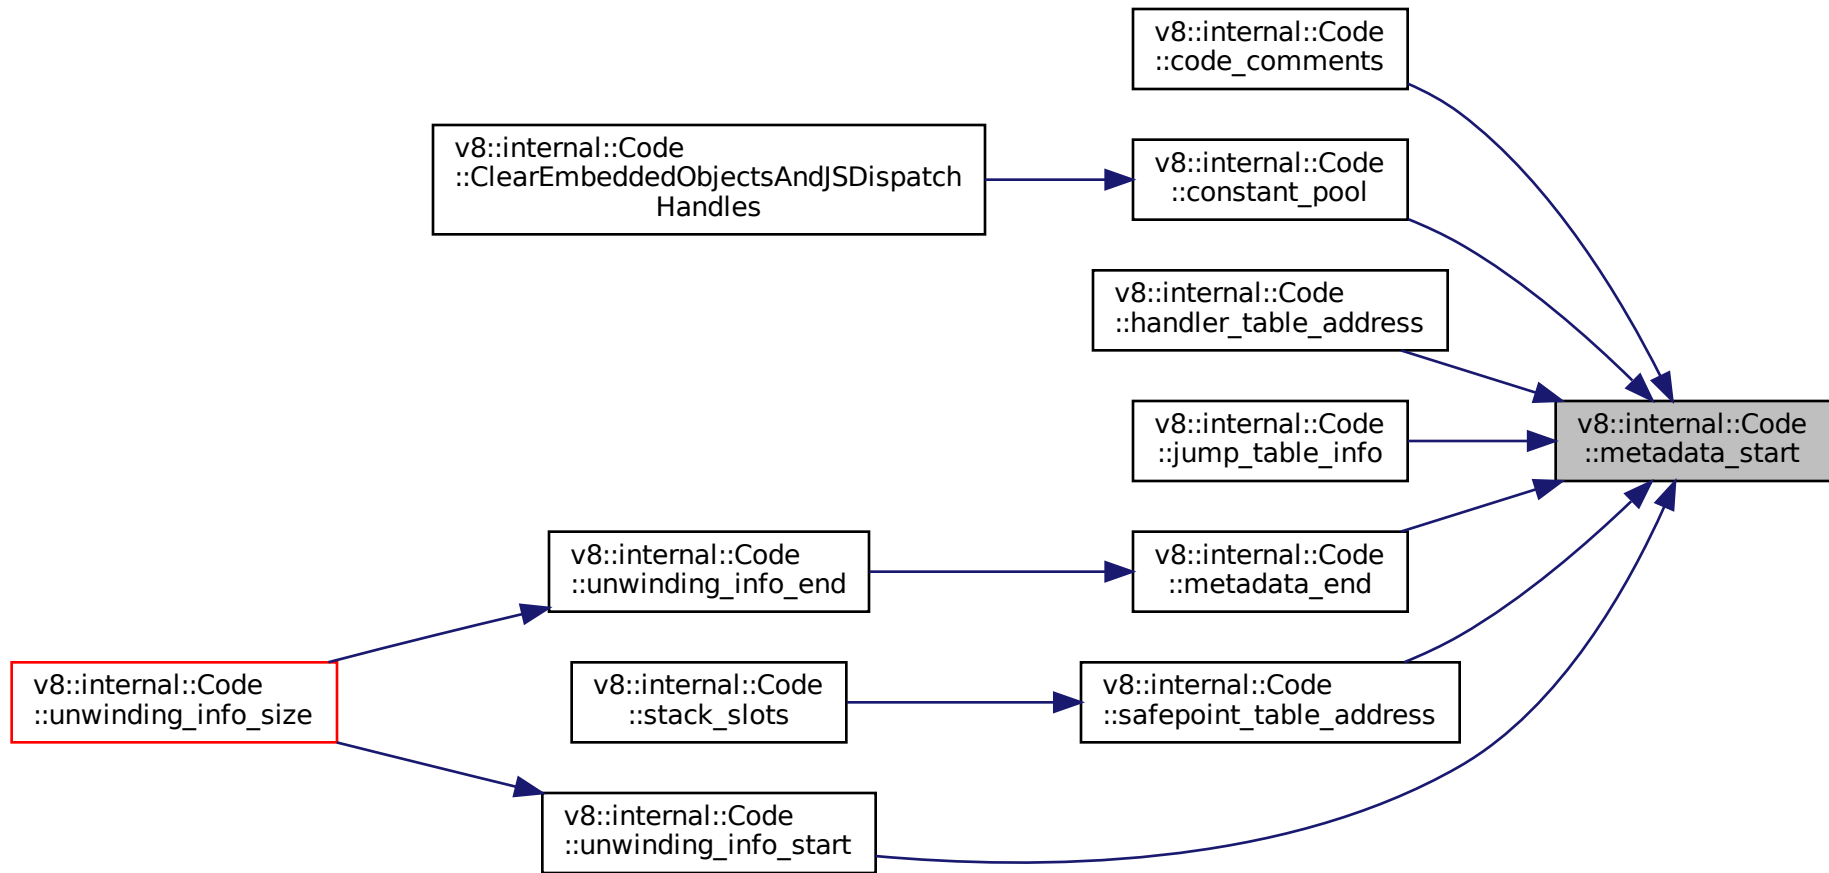 v8::internal::Code
::code_comments
v8::internal::Code
::ClearEmbeddedObjectsAndJSDispatch
Handles
v8::internal::Code
::constant_pool
v8::internal::Code
::handler_table_address
v8::internal::Code
::jump_table_info
v8::internal::Code
::metadata_start
v8::internal::Code
::unwinding_info_end
v8::internal::Code
::metadata_end
v8::internal::Code
::unwinding_info_size
v8::internal::Code
::stack_slots
v8::internal::Code
::safepoint_table_address
v8::internal::Code
::unwinding_info_start